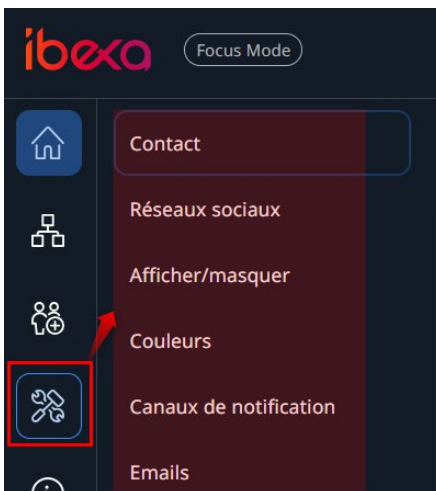 ibexa
Focus Mode
Contact
Réseaux sociaux
Afficher/masquer
Couleurs
Canaux de notification
Emails